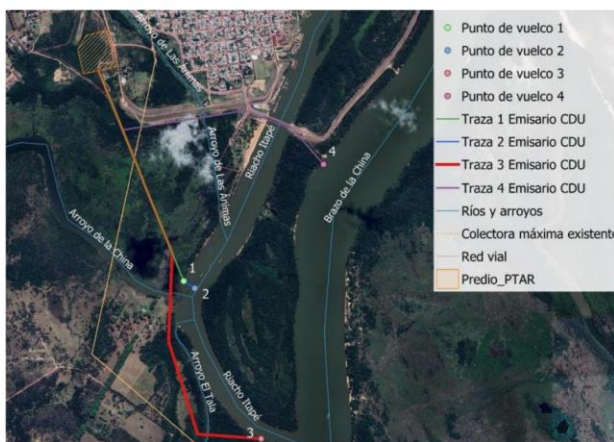 Arroyo de Las Ánimas
Punto de vuelco 1
Punto de vuelco 2
Punto de vuelco 3
Punto de vuelco 4
Traza 1 Emisario CDU
Traza 2 Emisario CDU
Traza 3 Emisario CDU
Traza 4 Emisario CDU
Ríos y arroyos
Colectora máxima existente
Red vial
Predio_PTAR
Arroyo de Las Ánimas
Riacho Itapé
4
Brazo de la China
Arroyo de la China
1
2
Arroyo El Tala
Riacho Itapé
3